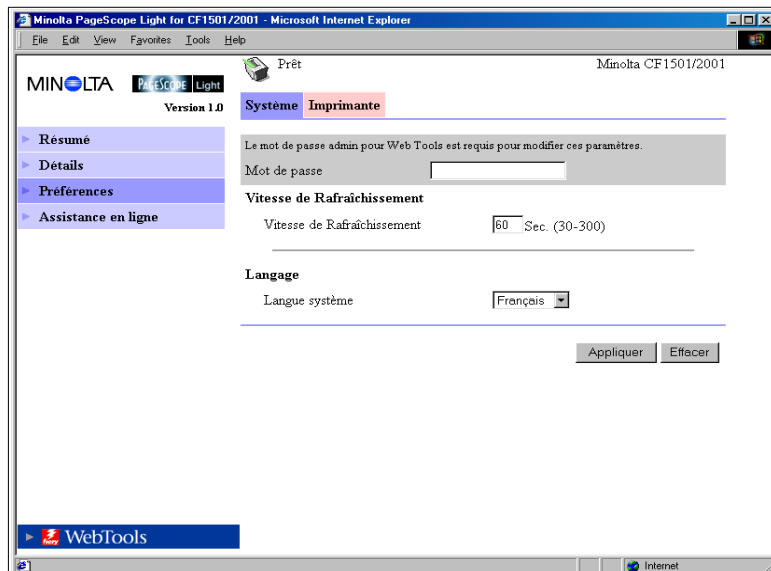 Minolta PageScope Light for CF1501/2001 - Microsoft Internet Explorer
File Edit View Favorites Tools Help
MINOLTA PAGESCOPE Light
Version 1.0
Prêt
Minolta CF1501/2001
Système Imprimante
Résumé
Détails
Préférences
Assistance en ligne
Le mot de passe admin pour Web Tools est requis pour modifier ces paramètres.
Mot de passe
Vitesse de Rafraîchissement
Vitesse de Rafraîchissement 60 Sec. (30-300)
Langage
Langue système Français
Appliquer Effacer
fiery WebTools
Internet